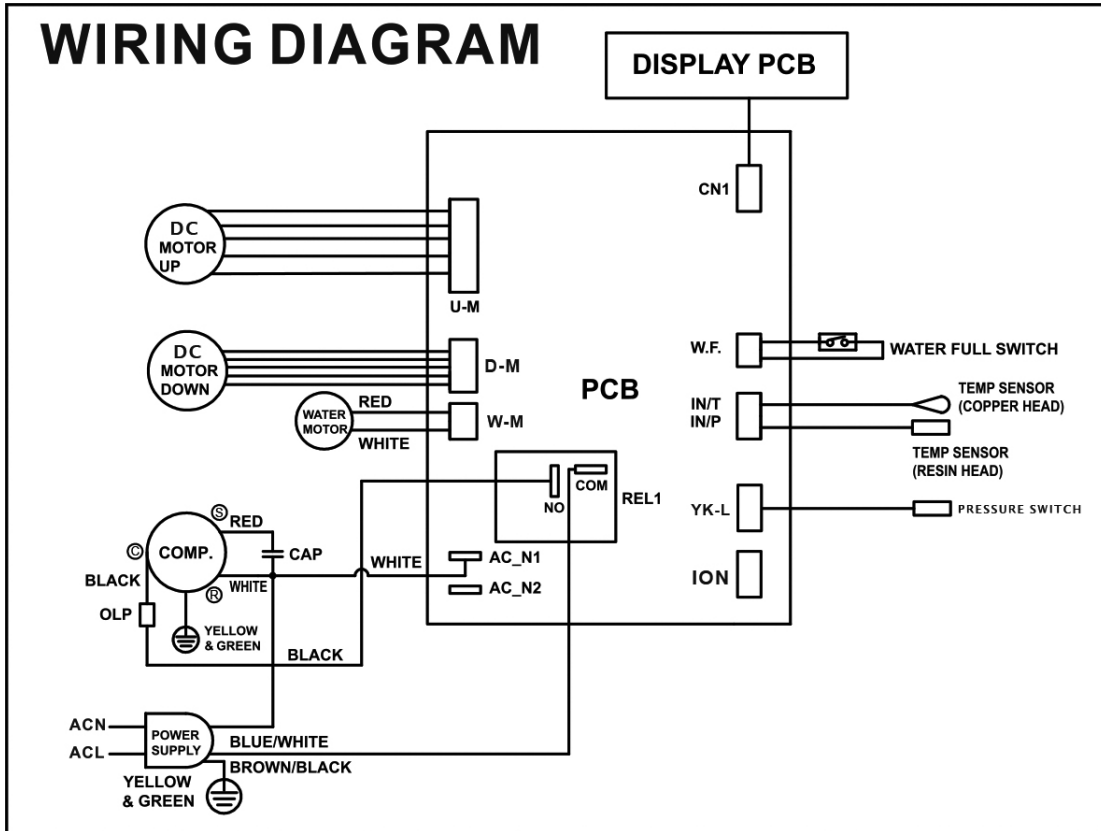 WIRING DIAGRAM
DISPLAY PCB
CN1
DC
MOTOR
UP
U-M
DC
MOTOR
DOWN
D-M
W.F.
WATER FULL SWITCH
PCB
WATER
MOTOR
RED
WHITE
W-M
IN/T
IN/P
TEMP SENSOR
(COPPER HEAD)
TEMP SENSOR
(RESIN HEAD)
NO
COM
REL1
YK-L
PRESSURE SWITCH
S
RED
C
COMP.
CAP
WHITE
AC_N1
AC_N2
ION
BLACK
WHITE
R
OLP
YELLOW
& GREEN
BLACK
ACN
ACL
POWER
SUPPLY
BLUE/WHITE
BROWN/BLACK
YELLOW
& GREEN